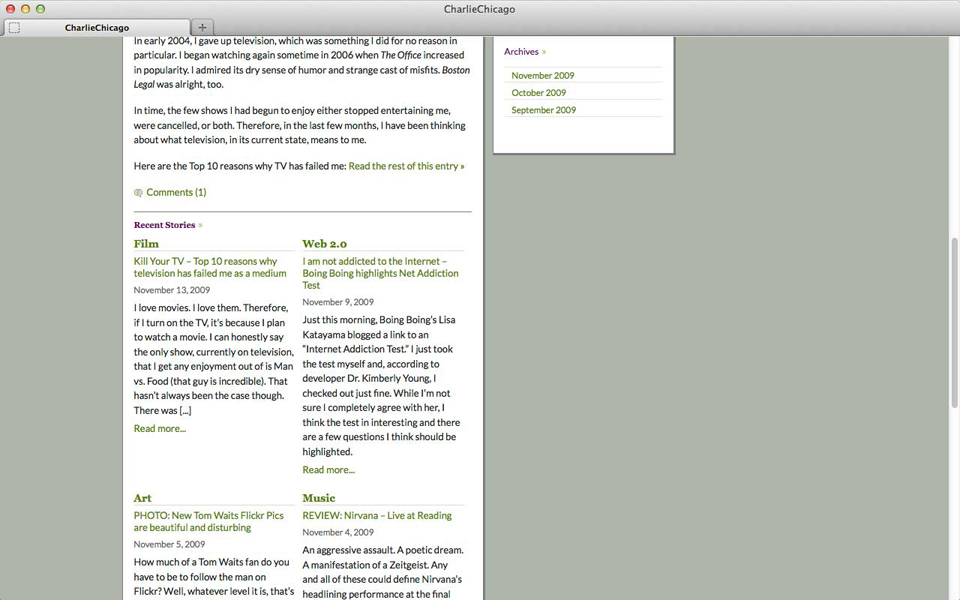 CharlieChicago
CharlieChicago
In early 2004, I gave up television, which was something I did for no reason in
particular. I began watching again sometime in 2006 when The Office increased
in popularity. I admired its dry sense of humor and strange cast of misfits. Boston
Legal was alright, too.
In time, the few shows I had begun to enjoy either stopped entertaining me,
were cancelled, or both. Therefore, in the last few months, I have been thinking
about what television, in its current state, means to me.
Here are the Top 10 reasons why TV has failed me: Read the rest of this entry »
Comments (1)
Recent Stories »
Film
Kill Your TV – Top 10 reasons why
television has failed me as a medium
November 13, 2009
I love movies. I love them. Therefore,
if I turn on the TV, it's because I plan
to watch a movie. I can honestly say
the only show, currently on television,
that I get any enjoyment out of is Man
vs. Food (that guy is incredible). That
hasn't always been the case though.
There was [...]
Read more...
Web 2.0
I am not addicted to the Internet –
Boing Boing highlights Net Addiction
Test
November 9, 2009
Just this morning, Boing Boing's Lisa
Katayama blogged a link to an
"Internet Addiction Test." I just took
the test myself and, according to
developer Dr. Kimberly Young, I
checked out just fine. While I'm not
sure I completely agree with her, I
think the test in interesting and there
are a few questions I think should be
highlighted.
Read more...
Art
PHOTO: New Tom Waits Flickr Pics
are beautiful and disturbing
November 5, 2009
How much of a Tom Waits fan do you
have to be to follow the man on
Flickr? Well, whatever level it is, that's
Music
REVIEW: Nirvana – Live at Reading
November 4, 2009
An aggressive assault. A poetic dream.
A manifestation of a Zeitgeist. Any
and all of these could define Nirvana's
headlining performance at the final
Archives »
November 2009
October 2009
September 2009